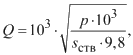 Q = 10³ · √(p · 10³ / (s_ств · 9,8)) ,